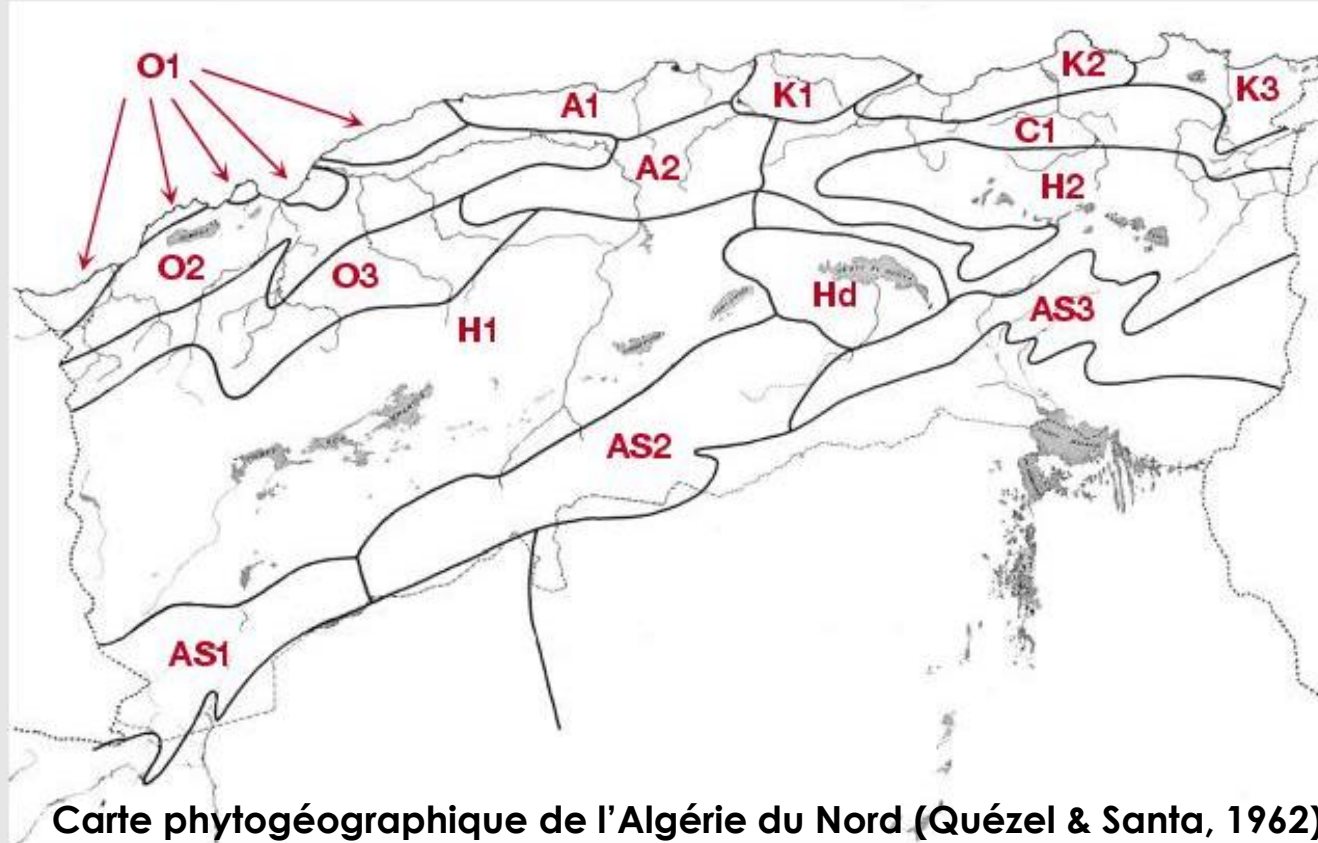 O1
A1
K1
K2
K3
C1
A2
H2
O2
O3
Hd
AS3
H1
AS2
AS1
Carte phytogéographique de l'Algérie du Nord (Quézel & Santa, 1962)